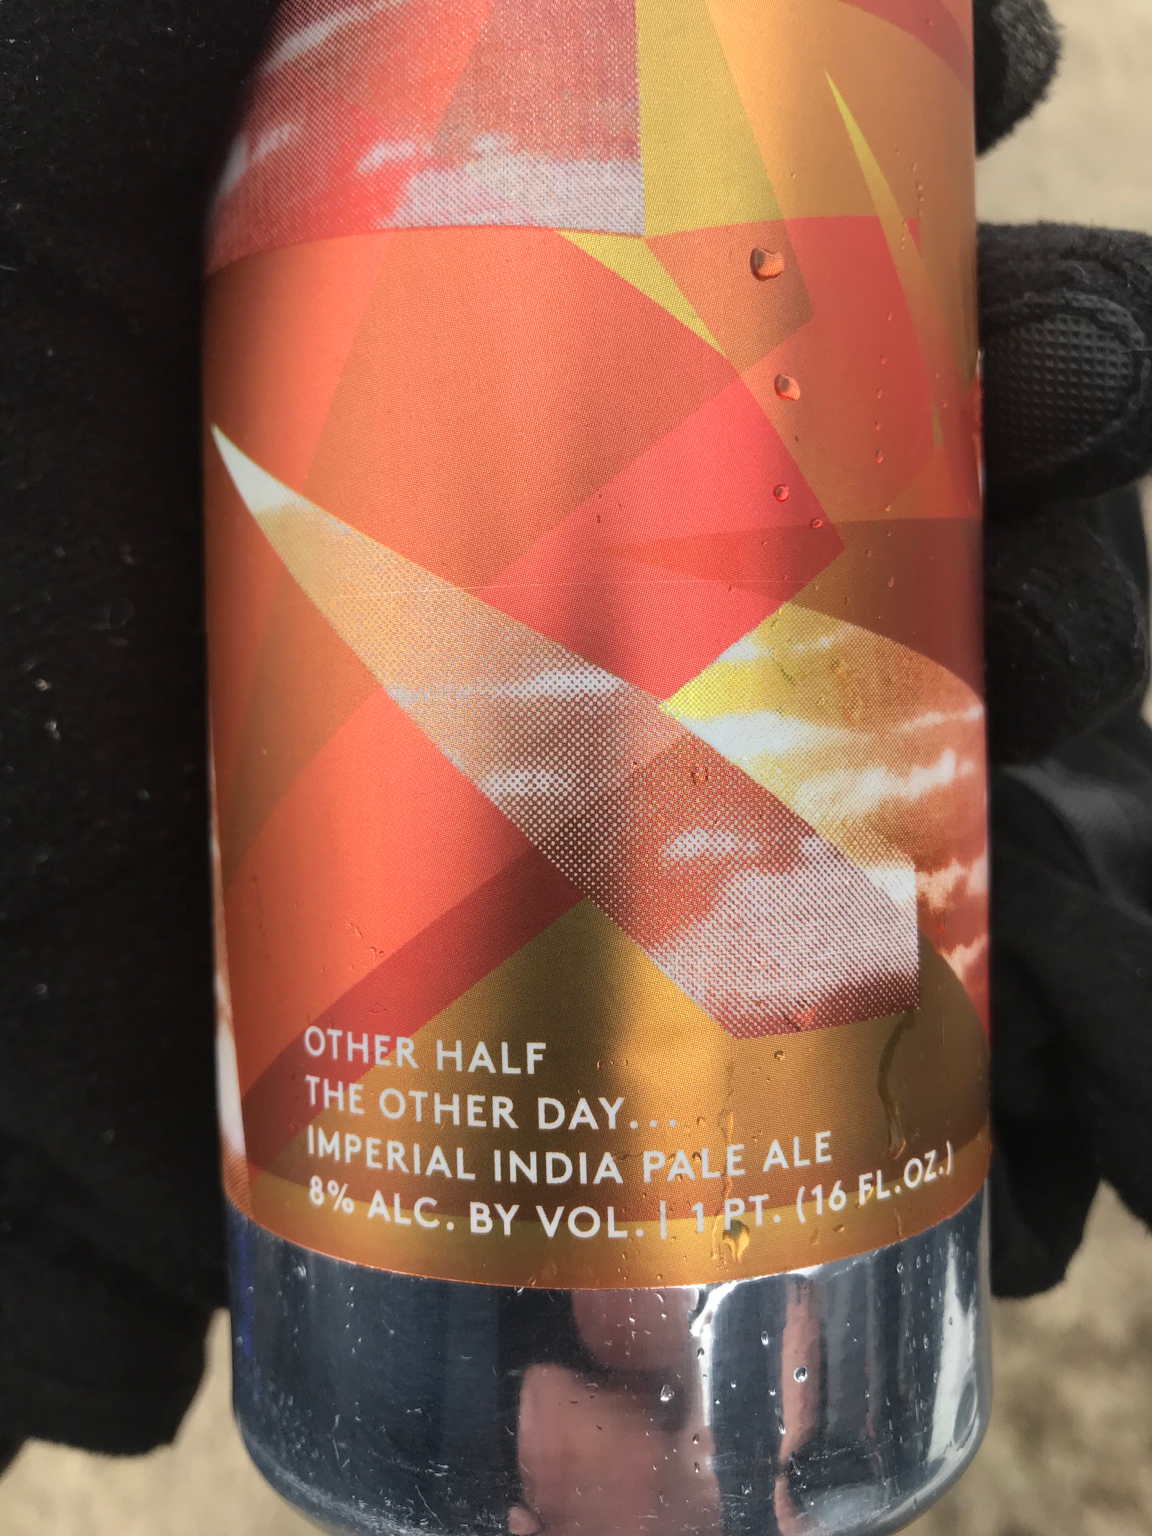 OTHER HALF
THE OTHER DAY...
IMPERIAL INDIA PALE ALE
8% ALC. BY VOL. | 1 PT. (16 FL.OZ.)